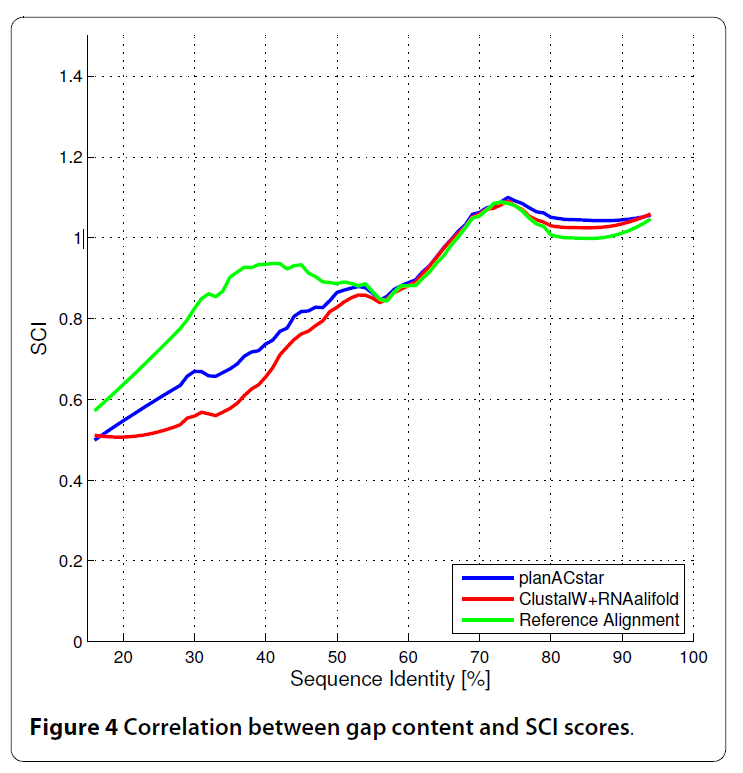 1.4
1.2
1
0.8
0.6
0.4
0.2
0
SCI
20 30 40 50 60 70 80 90 100
Sequence Identity [%]
planACstar
ClustalW+RNAalifold
Reference Alignment
Figure 4 Correlation between gap content and SCI scores.